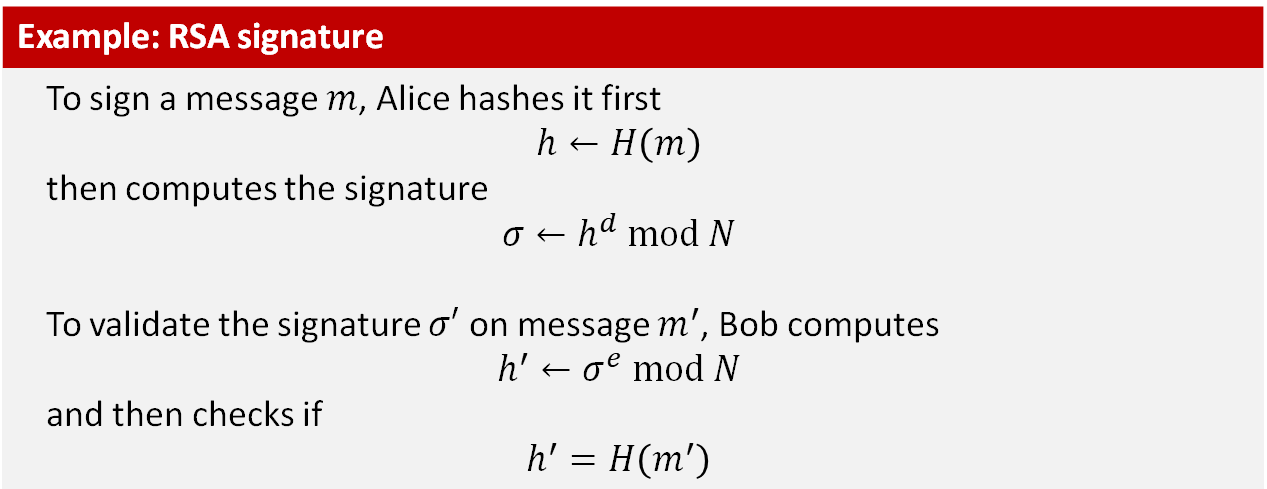 Example: RSA signature
To sign a message 𝑚, Alice hashes it first
ℎ ← 𝐻(𝑚)
then computes the signature
𝜎 ← ℎ^𝑑 mod 𝑁
To validate the signature 𝜎′ on message 𝑚′, Bob computes
ℎ′ ← 𝜎^𝑒 mod 𝑁
and then checks if
ℎ′ = 𝐻(𝑚′)